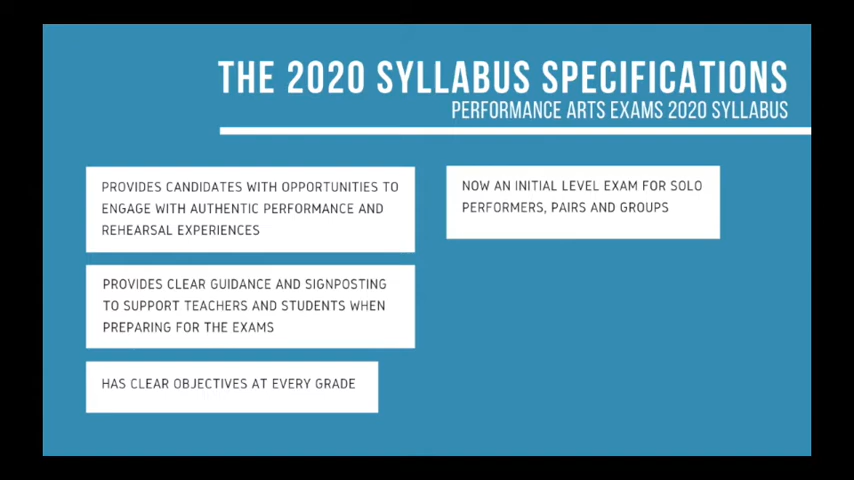 THE 2020 SYLLABUS SPECIFICATIONS
PERFORMANCE ARTS EXAMS 2020 SYLLABUS
PROVIDES CANDIDATES WITH OPPORTUNITIES TO
ENGAGE WITH AUTHENTIC PERFORMANCE AND
REHEARSAL EXPERIENCES
PROVIDES CLEAR GUIDANCE AND SIGNPOSTING
TO SUPPORT TEACHERS AND STUDENTS WHEN
PREPARING FOR THE EXAMS
HAS CLEAR OBJECTIVES AT EVERY GRADE
NOW AN INITIAL LEVEL EXAM FOR SOLO
PERFORMERS, PAIRS AND GROUPS